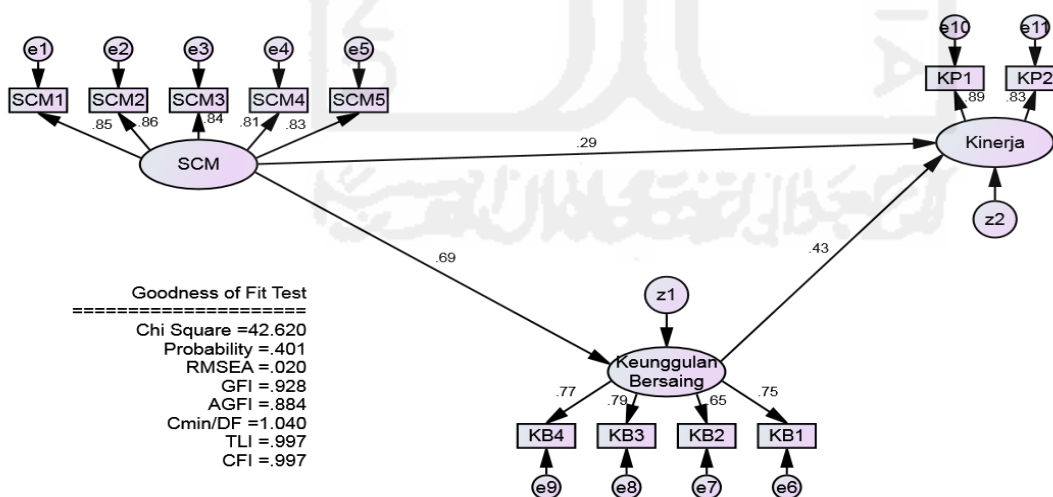 e1 e2 e3 e4 e5 e10 e11
SCM1 SCM2 SCM3 SCM4 SCM5 KP1 KP2
.85 .86 .84 .81 .83 .89 .83
SCM .29 Kinerja
z2
.69 .43
Goodness of Fit Test
=====================
Chi Square =42.620
Probability =.401
RMSEA =.020
GFI =.928
AGFI =.884
Cmin/DF =1.040
TLI =.997
CFI =.997
z1
Keunggulan
Bersaing
.77 .79 .65 .75
KB4 KB3 KB2 KB1
e9 e8 e7 e6